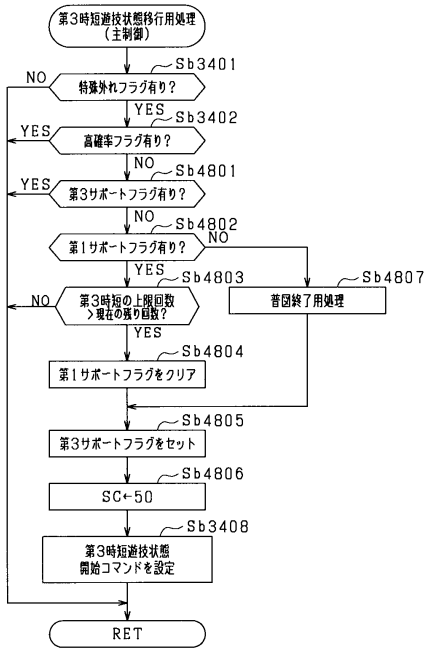 第3時短遊技状態移行用処理
(主制御)
Sb3401
特殊外れフラグ有り?
NO
YES
Sb3402
高確率フラグ有り?
YES
NO
Sb4801
第3サポートフラグ有り?
YES
NO
Sb4802
第1サポートフラグ有り?
NO
YES
Sb4803
第3時短の上限回数
>現在の残り回数?
NO
YES
Sb4807
普図終了用処理
Sb4804
第1サポートフラグをクリア
Sb4805
第3サポートフラグをセット
Sb4806
SC←50
Sb3408
第3時短遊技状態
開始コマンドを設定
RET